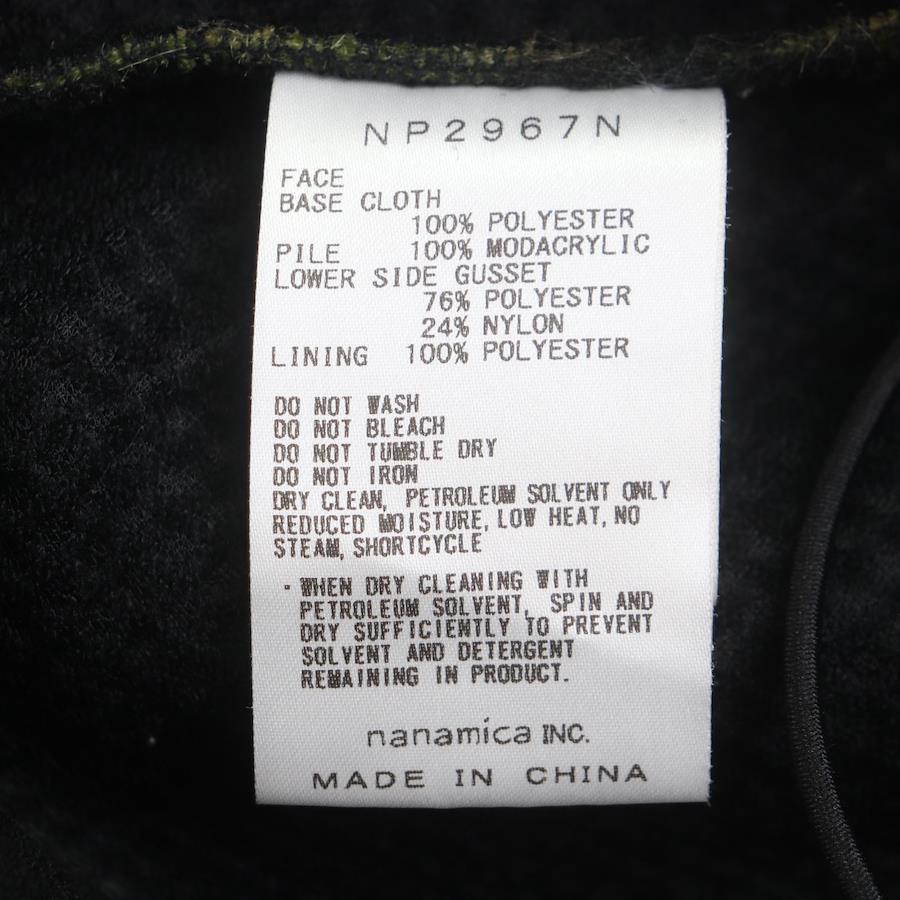 NP2967N
FACE
BASE CLOTH
100% POLYESTER
PILE 100% MODACRYLIC
LOWER SIDE GUSSET
76% POLYESTER
24% NYLON
LINING 100% POLYESTER
DO NOT WASH
DO NOT BLEACH
DO NOT TUMBLE DRY
DO NOT IRON
DRY CLEAN, PETROLEUM SOLVENT ONLY
REDUCED MOISTURE, LOW HEAT, NO
STEAM, SHORTCYCLE
・WHEN DRY CLEANING WITH
PETROLEUM SOLVENT, SPIN AND
DRY SUFFICIENTLY TO PREVENT
SOLVENT AND DETERGENT
REMAINING IN PRODUCT.
nanamica INC.
MADE IN CHINA